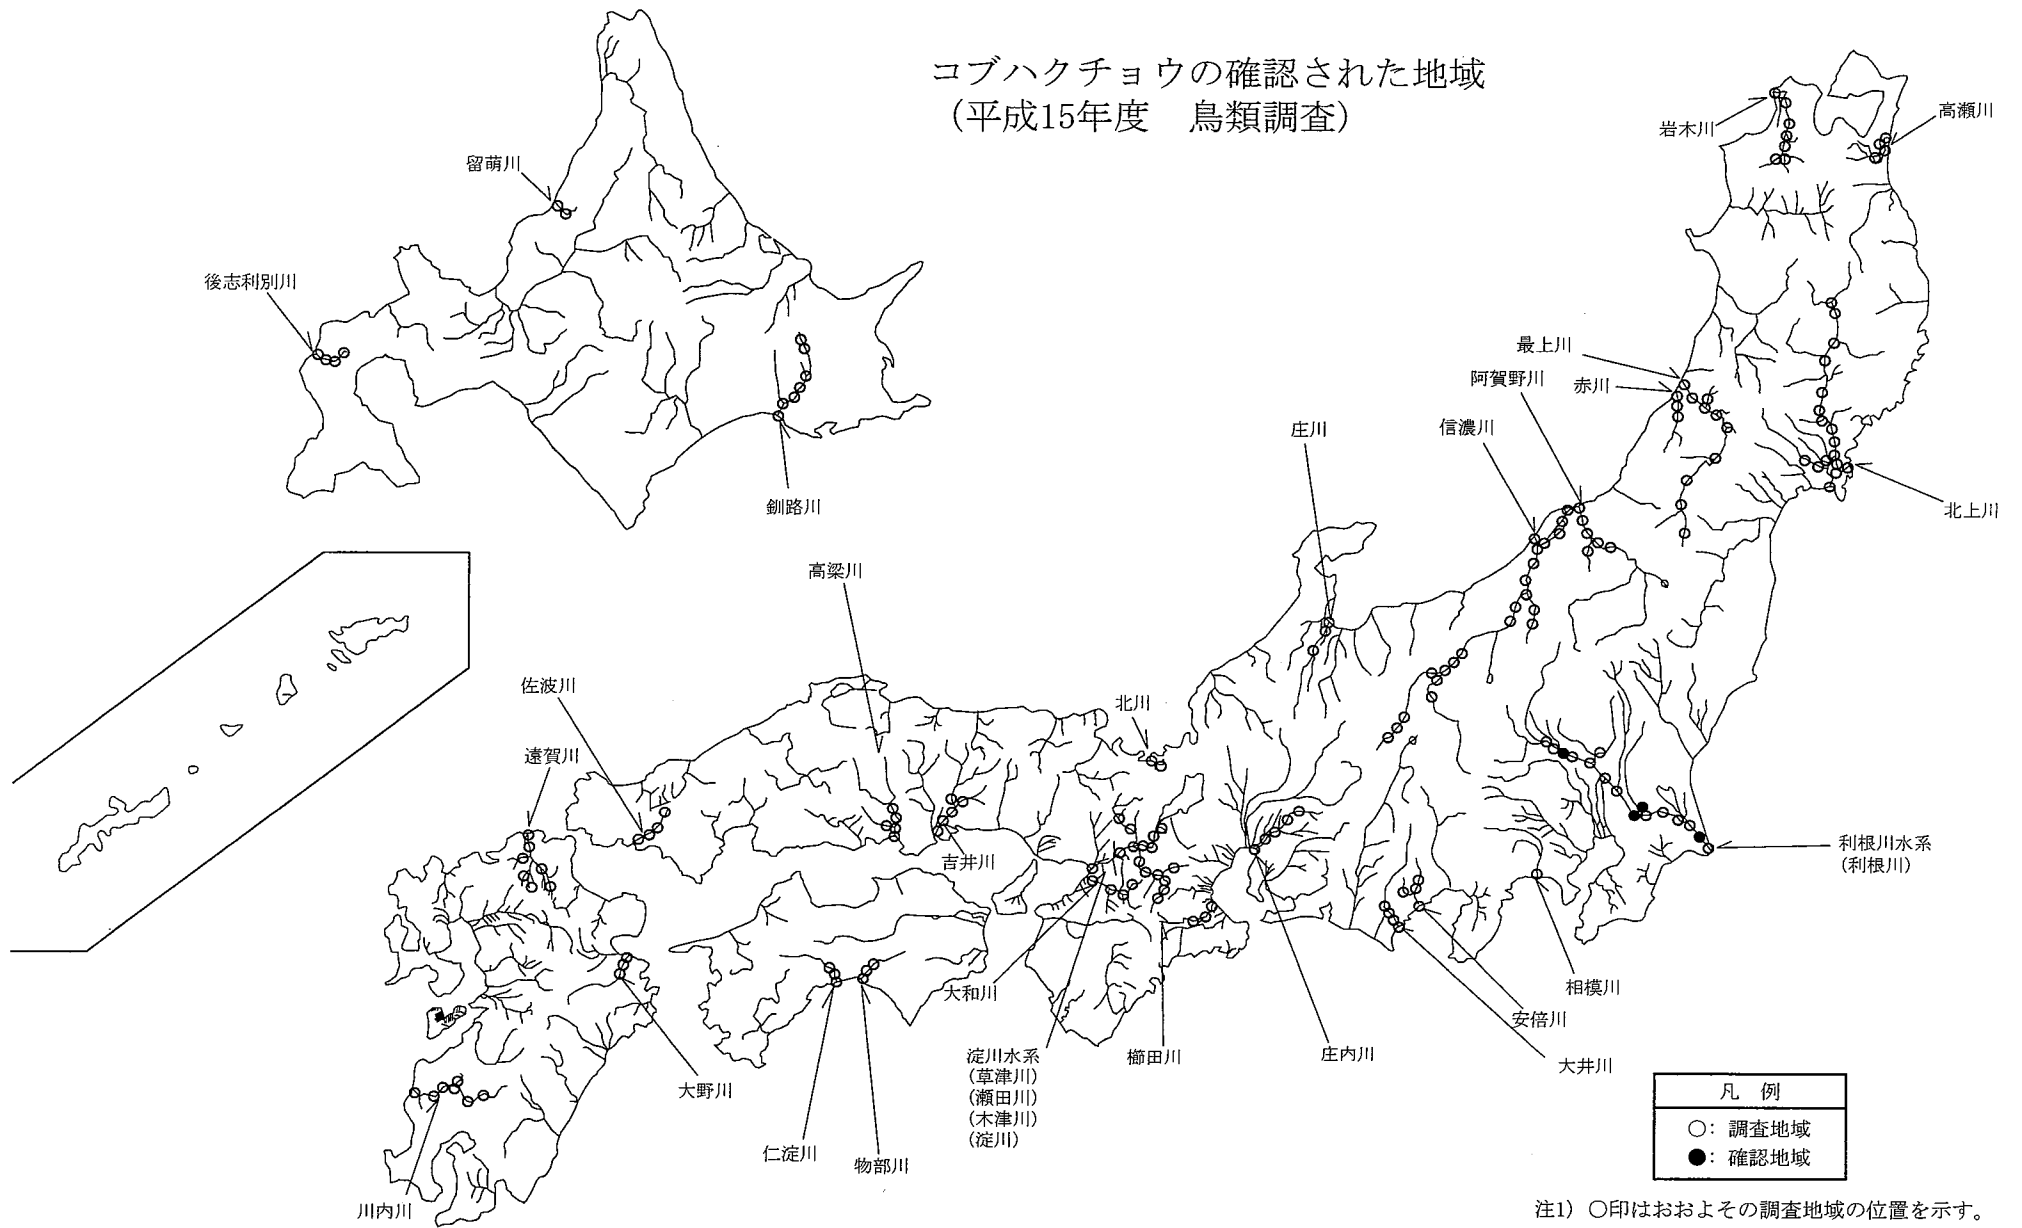 コブハクチョウの確認された地域
（平成15年度　鳥類調査）
岩木川
高瀬川
留萌川
後志利別川
最上川
阿賀野川
赤川
信濃川
庄川
釧路川
北上川
高梁川
佐波川
北川
遠賀川
吉井川
利根川水系
（利根川）
大和川
相模川
安倍川
淀川水系
（草津川）
（瀬田川）
（木津川）
（淀川）
櫛田川
庄内川
大井川
大野川
仁淀川
物部川
川内川
凡　例
○：調査地域
●：確認地域
注1）○印はおおよその調査地域の位置を示す。